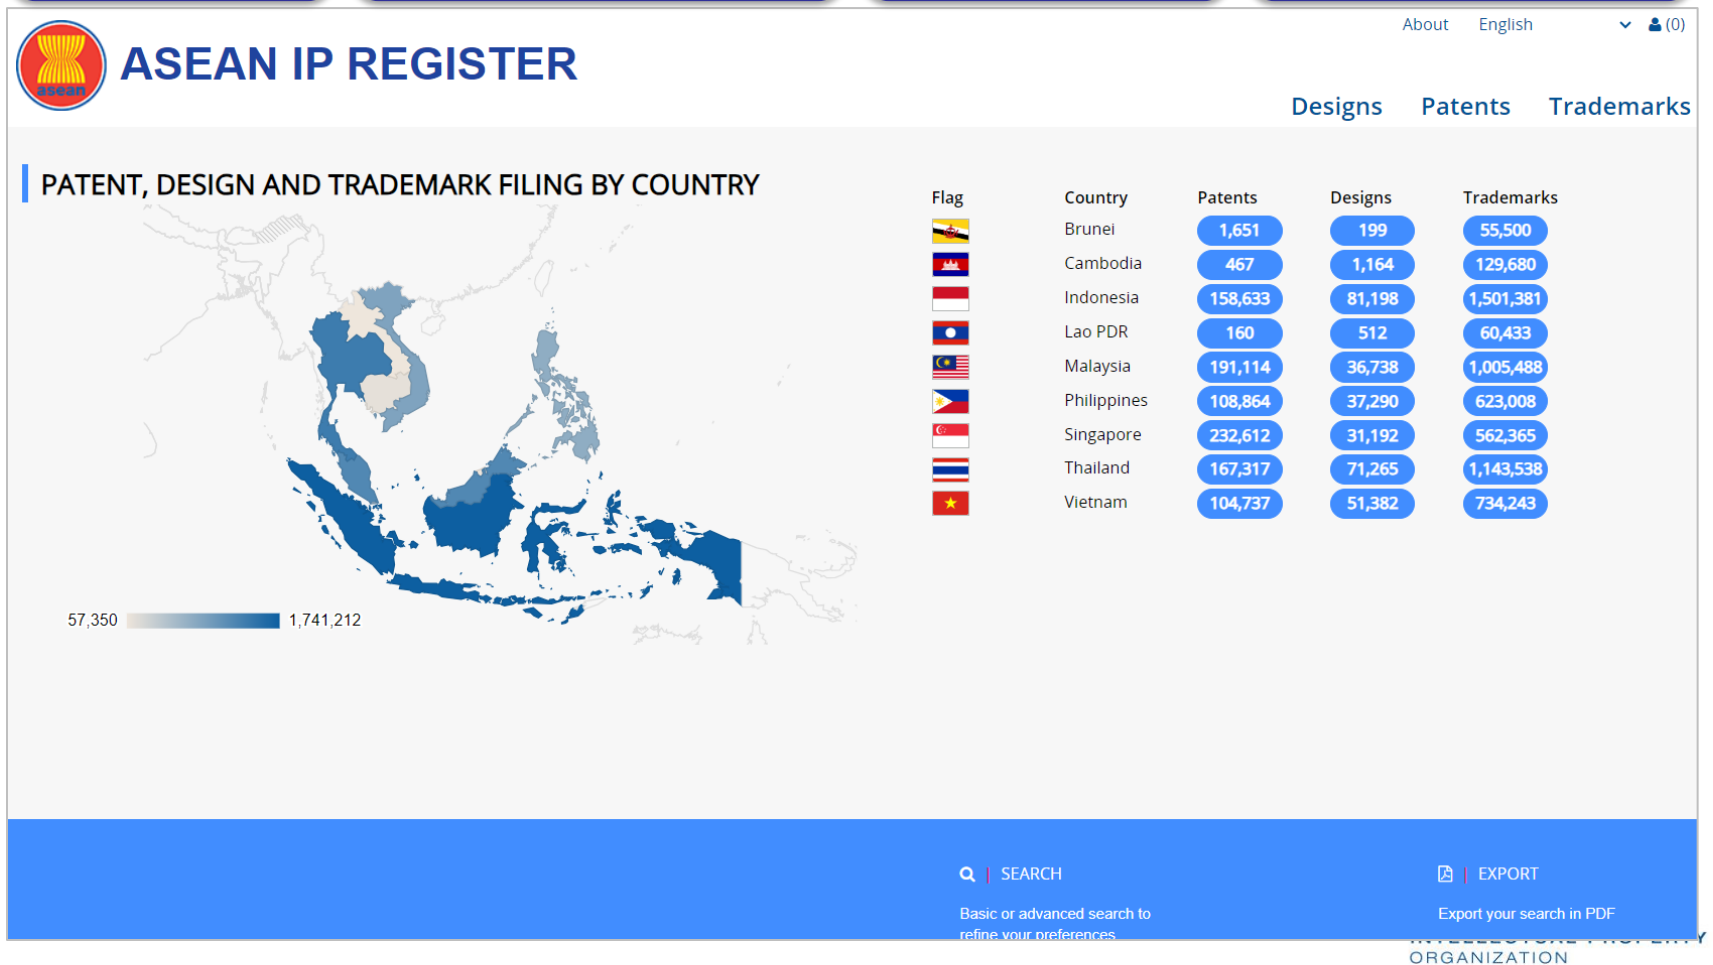 About English (0)
asean
ASEAN IP REGISTER
Designs Patents Trademarks
PATENT, DESIGN AND TRADEMARK FILING BY COUNTRY
Flag Country Patents Designs Trademarks
Brunei 1,651 199 55,500
Cambodia 467 1,164 129,680
Indonesia 158,633 81,198 1,501,381
Lao PDR 160 512 60,433
Malaysia 191,114 36,738 1,005,488
Philippines 108,864 37,290 623,008
Singapore 232,612 31,192 562,365
Thailand 167,317 71,265 1,143,538
Vietnam 104,737 51,382 734,243
57,350 1,741,212
SEARCH
Basic or advanced search to
refine your preferences
EXPORT
Export your search in PDF
INTELLECTUAL PROPERTY
ORGANIZATION